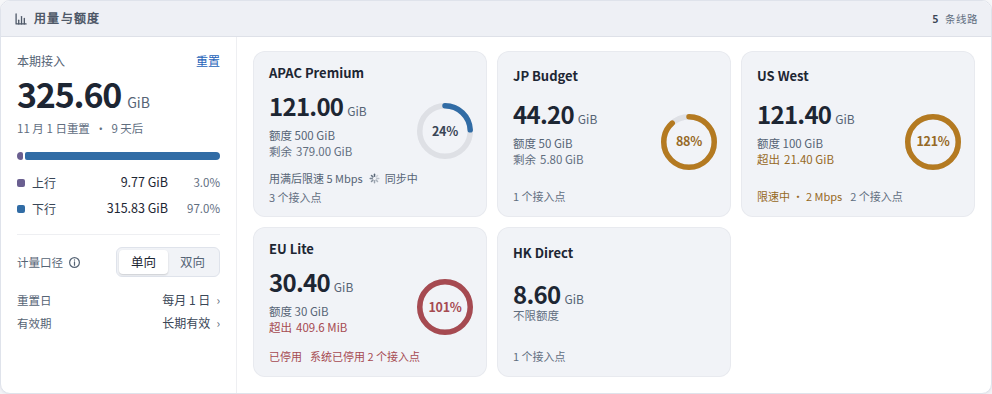 用量与额度
5 条线路
本期接入 重置
325.60 GiB
11 月 1 日重置 • 9 天后
上行 9.77 GiB 3.0%
下行 315.83 GiB 97.0%
计量口径 单向 双向
重置日 每月 1 日 ›
有效期 长期有效 ›
APAC Premium
121.00 GiB
额度 500 GiB
剩余 379.00 GiB
24%
用满后限速 5 Mbps 同步中
3 个接入点
JP Budget
44.20 GiB
额度 50 GiB
剩余 5.80 GiB
88%
1 个接入点
US West
121.40 GiB
额度 100 GiB
超出 21.40 GiB
121%
限速中 • 2 Mbps 2 个接入点
EU Lite
30.40 GiB
额度 30 GiB
超出 409.6 MiB
101%
已停用 系统已停用 2 个接入点
HK Direct
8.60 GiB
不限额度
1 个接入点